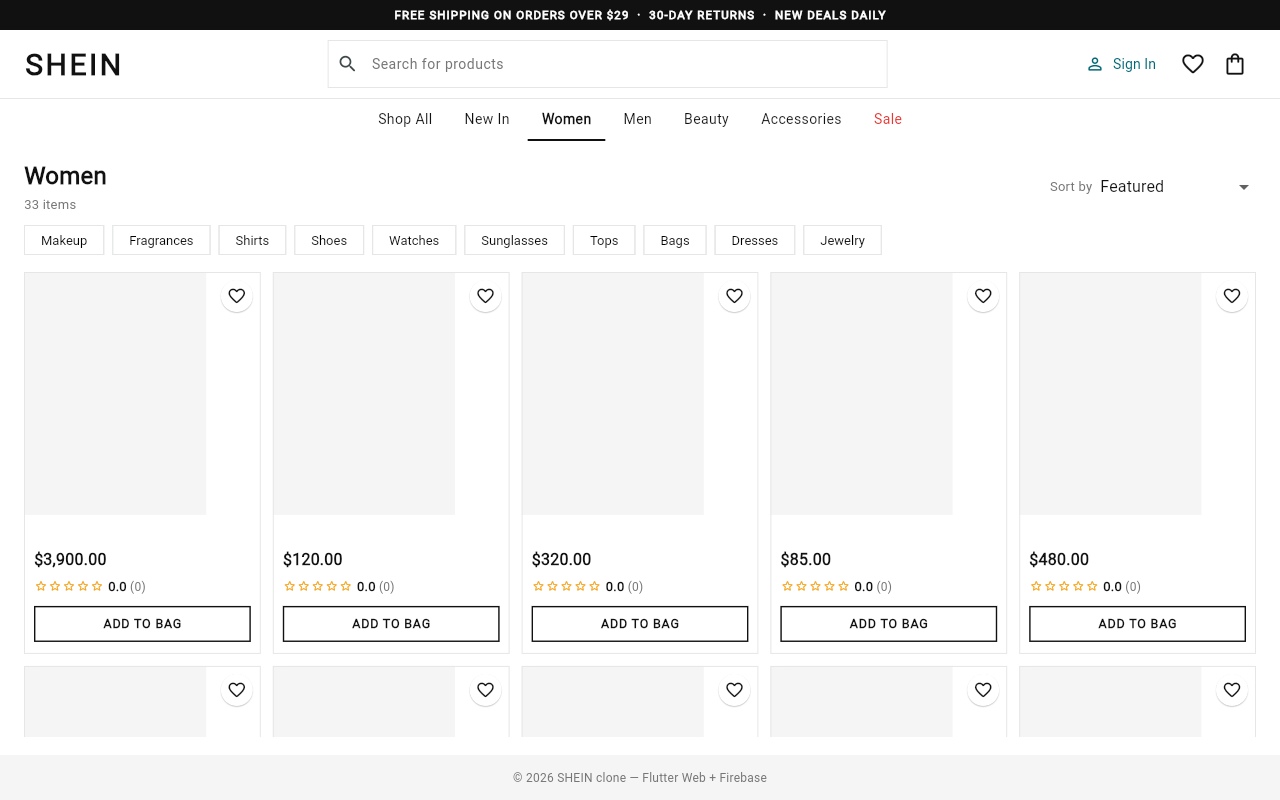 FREE SHIPPING ON ORDERS OVER $29 · 30-DAY RETURNS · NEW DEALS DAILY
SHEIN
Search for products
Sign In
Shop All
New In
Women
Men
Beauty
Accessories
Sale
Women
33 items
Sort by
Featured
Makeup
Fragrances
Shirts
Shoes
Watches
Sunglasses
Tops
Bags
Dresses
Jewelry
$3,900.00
0.0 (0)
ADD TO BAG
$120.00
0.0 (0)
ADD TO BAG
$320.00
0.0 (0)
ADD TO BAG
$85.00
0.0 (0)
ADD TO BAG
$480.00
0.0 (0)
ADD TO BAG
© 2026 SHEIN clone — Flutter Web + Firebase